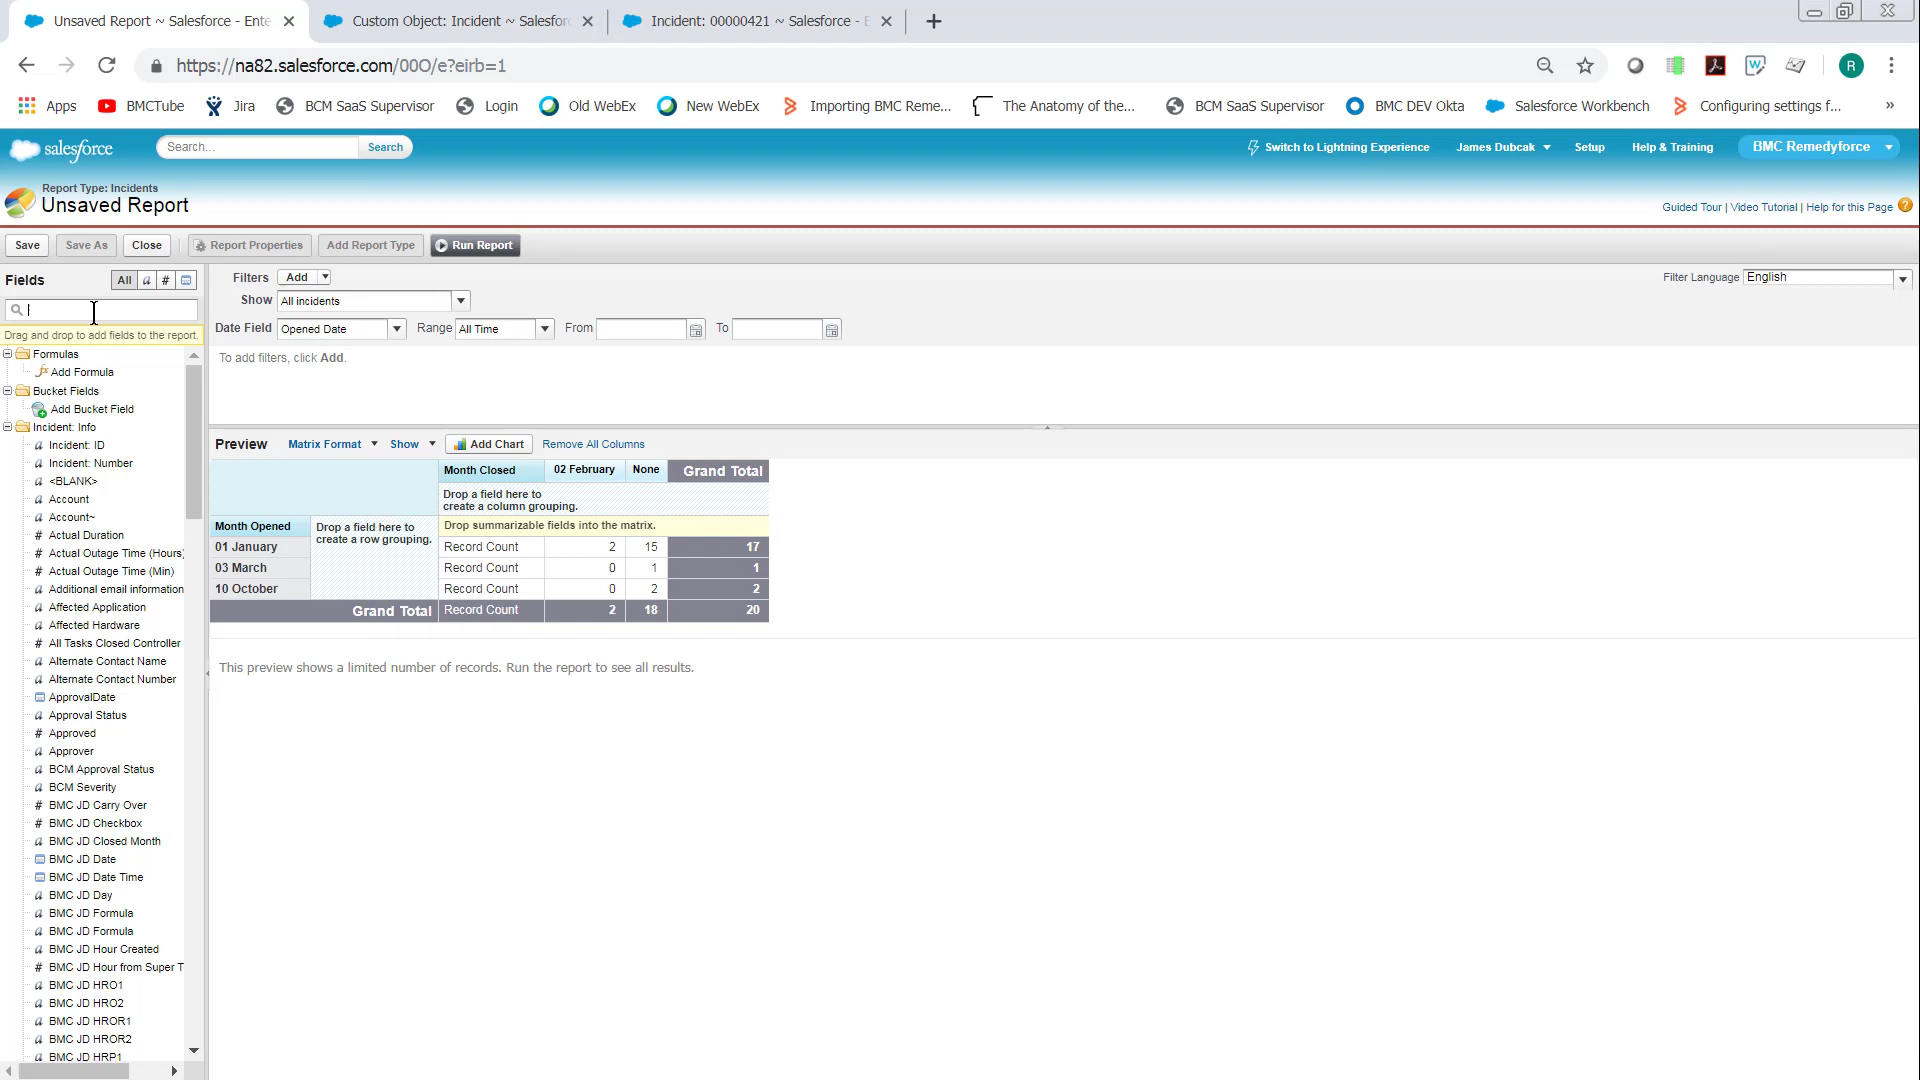 Unsaved Report ~ Salesforce - Ente
Custom Object: Incident ~ Salesfor
Incident: 00000421 ~ Salesforce - E
https://na82.salesforce.com/00O/e?eirb=1
R
Apps
BMCTube
Jira
BCM SaaS Supervisor
Login
Old WebEx
New WebEx
Importing BMC Reme...
The Anatomy of the...
BCM SaaS Supervisor
BMC DEV Okta
Salesforce Workbench
Configuring settings f...
»
salesforce
Search...
Search
Switch to Lightning Experience
James Dubcak
Setup
Help & Training
BMC Remedyforce
Report Type: Incidents
Unsaved Report
Guided Tour | Video Tutorial | Help for this Page ?
Save
Save As
Close
Report Properties
Add Report Type
Run Report
Fields
All
a
#
Drag and drop to add fields to the report.
Formulas
fx Add Formula
Bucket Fields
Add Bucket Field
Incident: Info
a Incident: ID
a Incident: Number
a <BLANK>
a Account
a Account~
# Actual Duration
# Actual Outage Time (Hours)
# Actual Outage Time (Min)
a Additional email information
a Affected Application
a Affected Hardware
# All Tasks Closed Controller
a Alternate Contact Name
a Alternate Contact Number
ApprovalDate
a Approval Status
# Approved
a Approver
a BCM Approval Status
a BCM Severity
# BMC JD Carry Over
# BMC JD Checkbox
a BMC JD Closed Month
BMC JD Date
BMC JD Date Time
a BMC JD Day
a BMC JD Formula
a BMC JD Formula
a BMC JD Hour Created
# BMC JD Hour from Super T
a BMC JD HRO1
a BMC JD HRO2
a BMC JD HROR1
a BMC JD HROR2
a BMC JD HRP1
Filters
Add
Filter Language
English
Show
All incidents
Date Field
Opened Date
Range
All Time
From
To
To add filters, click Add.
Preview
Matrix Format
Show
Add Chart
Remove All Columns
Month Closed
02 February
None
Grand Total
Drop a field here to
create a column grouping.
Month Opened
Drop a field here to
create a row grouping.
Drop summarizable fields into the matrix.
01 January
Record Count
2
15
17
03 March
Record Count
0
1
1
10 October
Record Count
0
2
2
Grand Total
Record Count
2
18
20
This preview shows a limited number of records. Run the report to see all results.